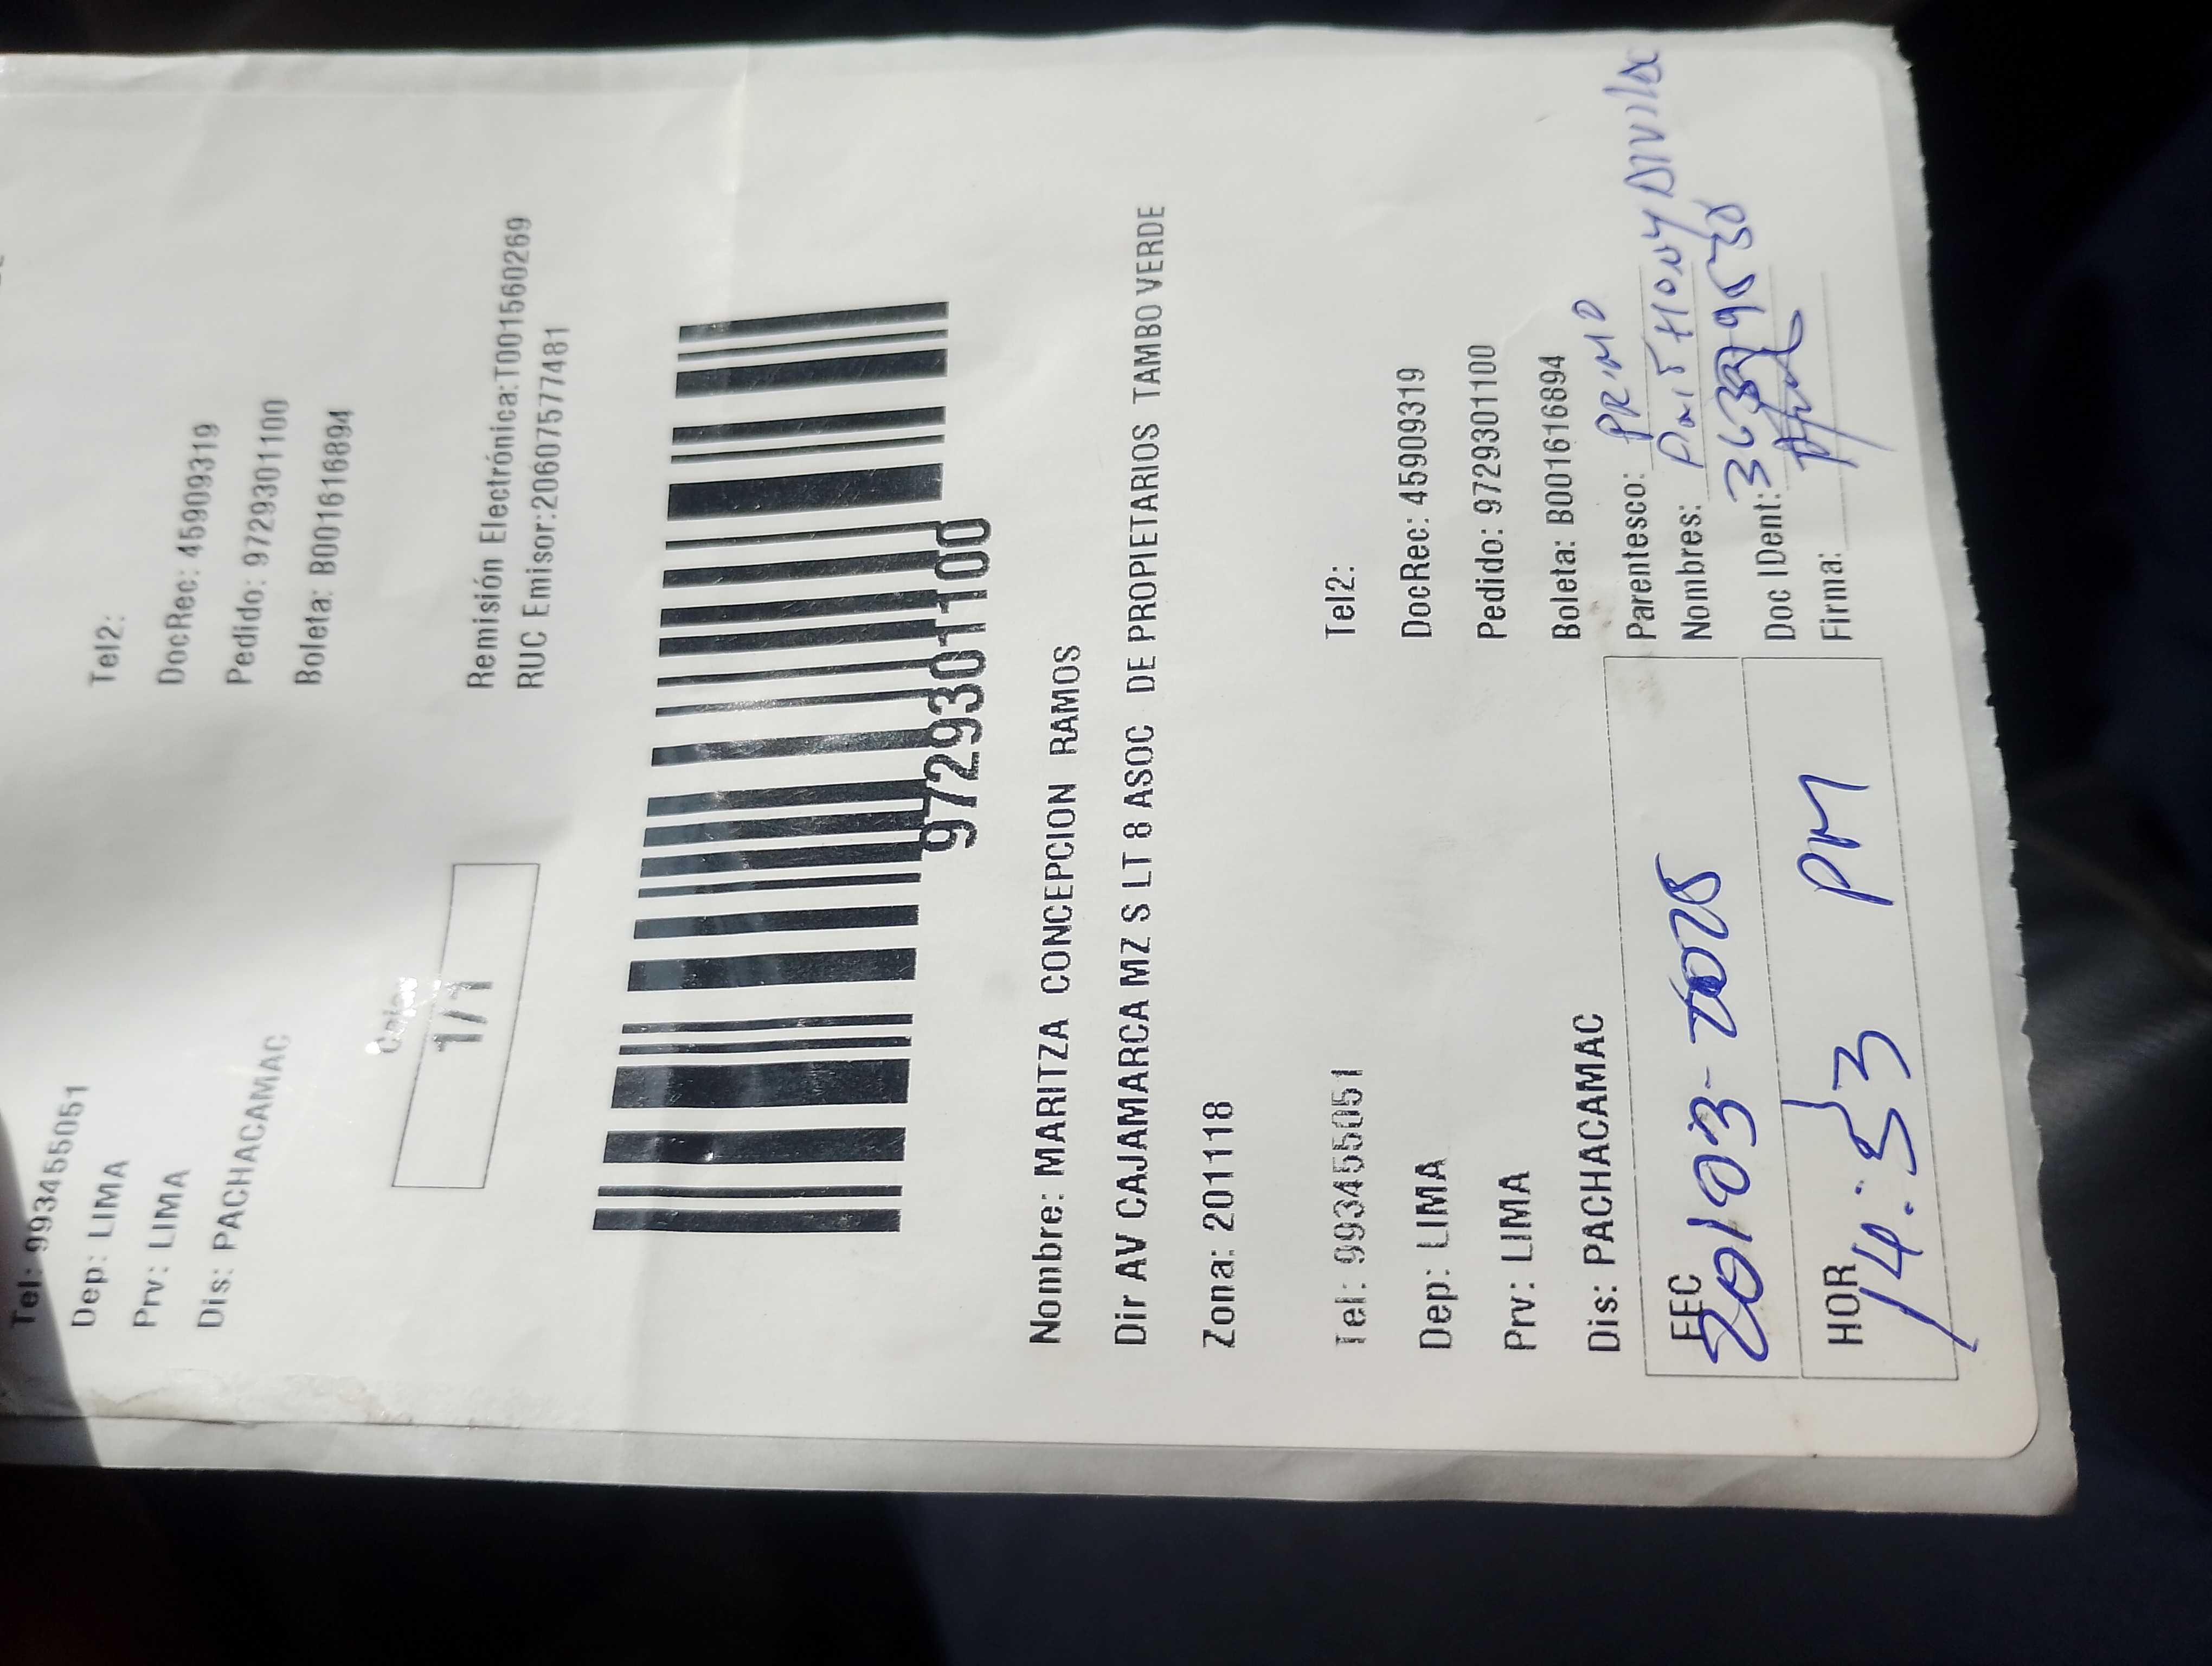 Tel: 993455051
Tel2:
Dep: LIMA
DocRec: 45909319
Prv: LIMA
Pedido: 9729301100
Dis: PACHACAMAC
Boleta: B001616894
1/1
Remisión Electrónica:T001560269
RUC Emisor:20607577481
9729301100
Nombre: MARITZA CONCEPCION RAMOS
Dir AV CAJAMARCA MZ S LT 8 ASOC DE PROPIETARIOS TAMBO VERDE
Zona: 201118
Tel: 993455051
Tel2:
Dep: LIMA
DocRec: 45909319
Prv: LIMA
Pedido: 9729301100
Dis: PACHACAMAC
Boleta: B001616894
FEC
Parentesco: PRIMO
Nombres:
HOR 14:33 PM
Doc IDent:
Firma: